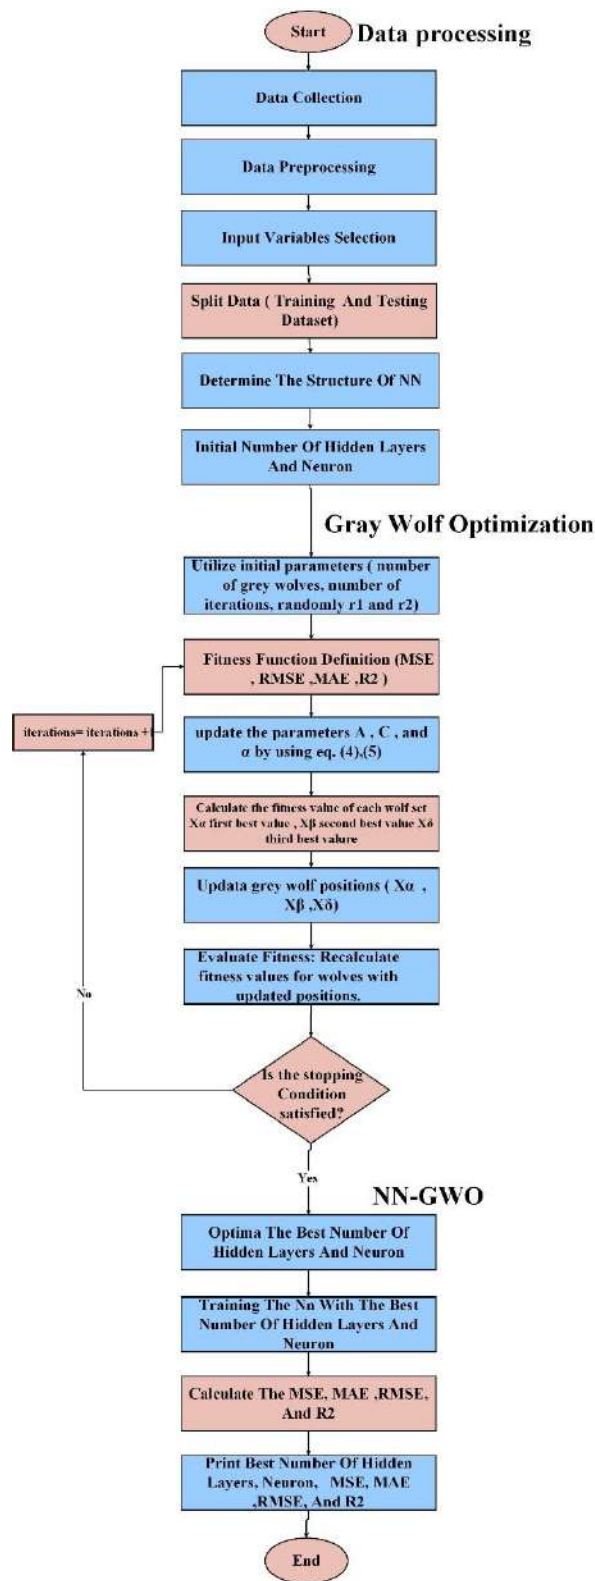 Start
Data processing
Data Collection
Data Preprocessing
Input Variables Selection
Split Data ( Training And Testing
Dataset)
Determine The Structure Of NN
Initial Number Of Hidden Layers
And Neuron
Gray Wolf Optimization
Utilize initial parameters ( number
of grey wolves, number of
iterations, randomly r1 and r2)
Fitness Function Definition (MSE
, RMSE ,MAE ,R2 )
iterations= iterations +
update the parameters A , C , and
α by using eq. (4),(5)
Calculate the fitness value of each wolf set
Xα first best value , Xβ second best value Xδ
third best valure
Updata grey wolf positions ( Xα ,
Xβ ,Xδ)
Evaluate Fitness: Recalculate
fitness values for wolves with
updated positions.
No
Is the stopping
Condition
satisfied?
Yes
NN-GWO
Optima The Best Number Of
Hidden Layers And Neuron
Training The Nn With The Best
Number Of Hidden Layers And
Neuron
Calculate The MSE, MAE ,RMSE,
And R2
Print Best Number Of Hidden
Layers, Neuron, MSE, MAE
,RMSE, And R2
End